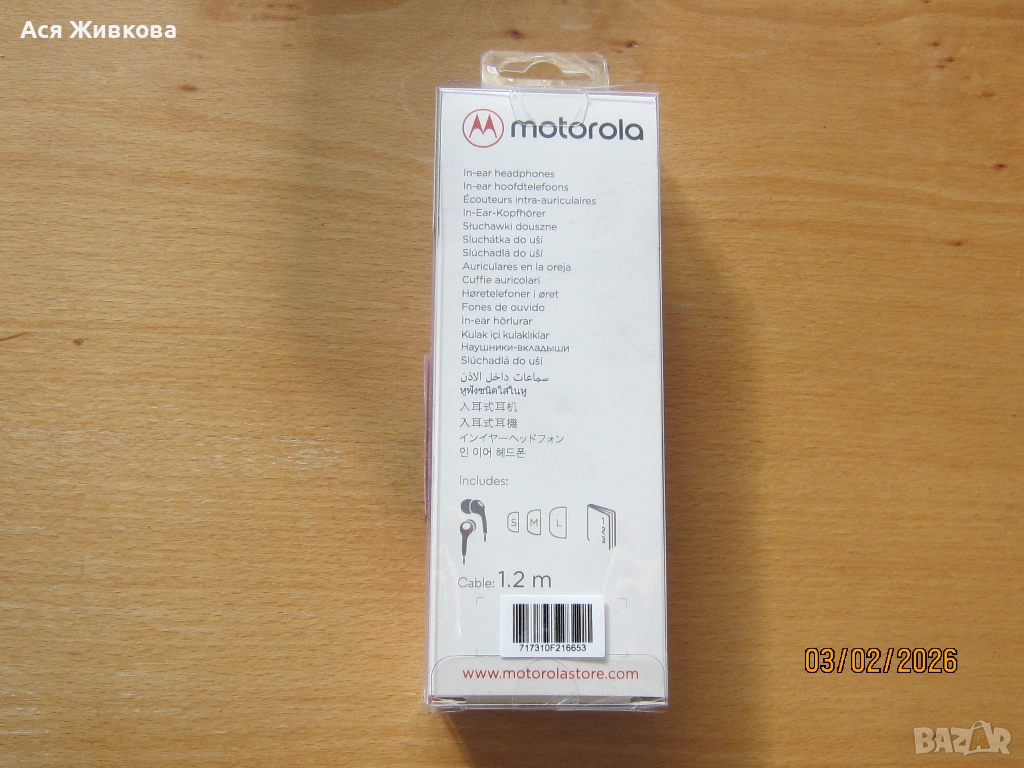 Ася Живкова
motorola
In-ear headphones
In-ear hoofdtelefoons
Écouteurs intra-auriculaires
In-Ear-Kopfhörer
Słuchawki douszne
Sluchátka do uší
Slúchadlá do uší
Auriculares en la oreja
Cuffie auricolari
Høretelefoner i øret
Fones de ouvido
In-ear hörlurar
Kulak içi kulaklıklar
Наушники-вкладыши
Slúchadlá do uší
سماعات داخل الاذن
หูฟังชนิดใส่ในหู
入耳式耳机
入耳式耳機
インイヤーヘッドフォン
인 이어 헤드폰
Includes:
S M L
1
2
3
Cable: 1.2 m
717310F216653
www.motorolastore.com
03/02/2026
BAZAR